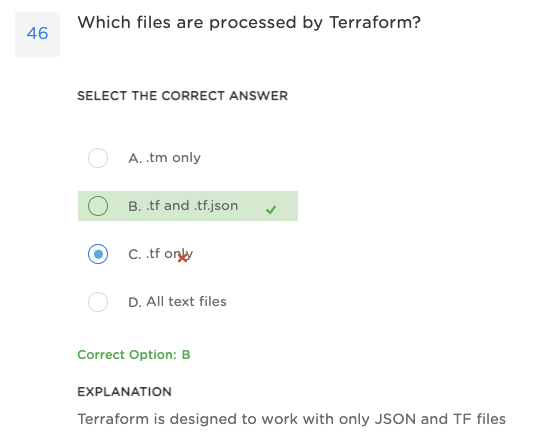 46
Which files are processed by Terraform?
SELECT THE CORRECT ANSWER
A. .tm only
B. .tf and .tf.json
C. .tf only
D. All text files
Correct Option: B
EXPLANATION
Terraform is designed to work with only JSON and TF files